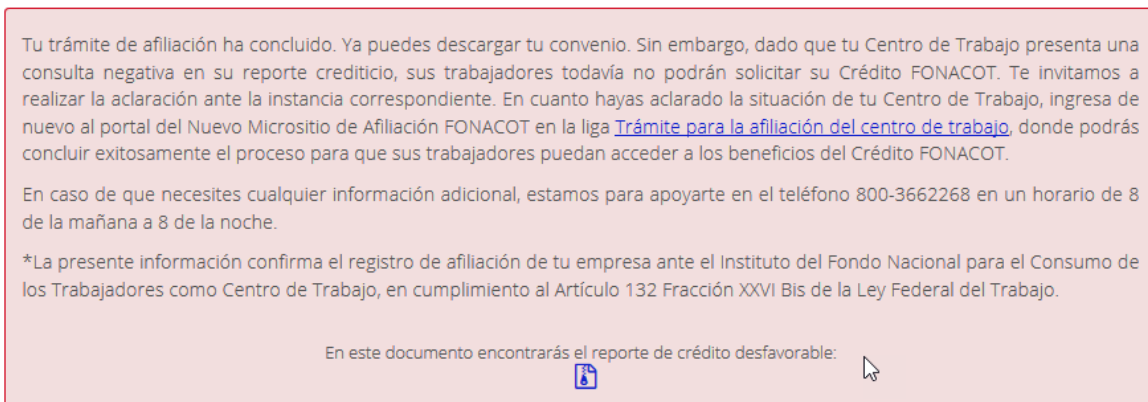 Tu trámite de afiliación ha concluido. Ya puedes descargar tu convenio. Sin embargo, dado que tu Centro de Trabajo presenta una
consulta negativa en su reporte crediticio, sus trabajadores todavía no podrán solicitar su Crédito FONACOT. Te invitamos a
realizar la aclaración ante la instancia correspondiente. En cuanto hayas aclarado la situación de tu Centro de Trabajo, ingresa de
nuevo al portal del Nuevo Micrositio de Afiliación FONACOT en la liga Trámite para la afiliación del centro de trabajo, donde podrás
concluir exitosamente el proceso para que sus trabajadores puedan acceder a los beneficios del Crédito FONACOT.
En caso de que necesites cualquier información adicional, estamos para apoyarte en el teléfono 800-3662268 en un horario de 8
de la mañana a 8 de la noche.
*La presente información confirma el registro de afiliación de tu empresa ante el Instituto del Fondo Nacional para el Consumo de
los Trabajadores como Centro de Trabajo, en cumplimiento al Artículo 132 Fracción XXVI Bis de la Ley Federal del Trabajo.
En este documento encontrarás el reporte de crédito desfavorable: